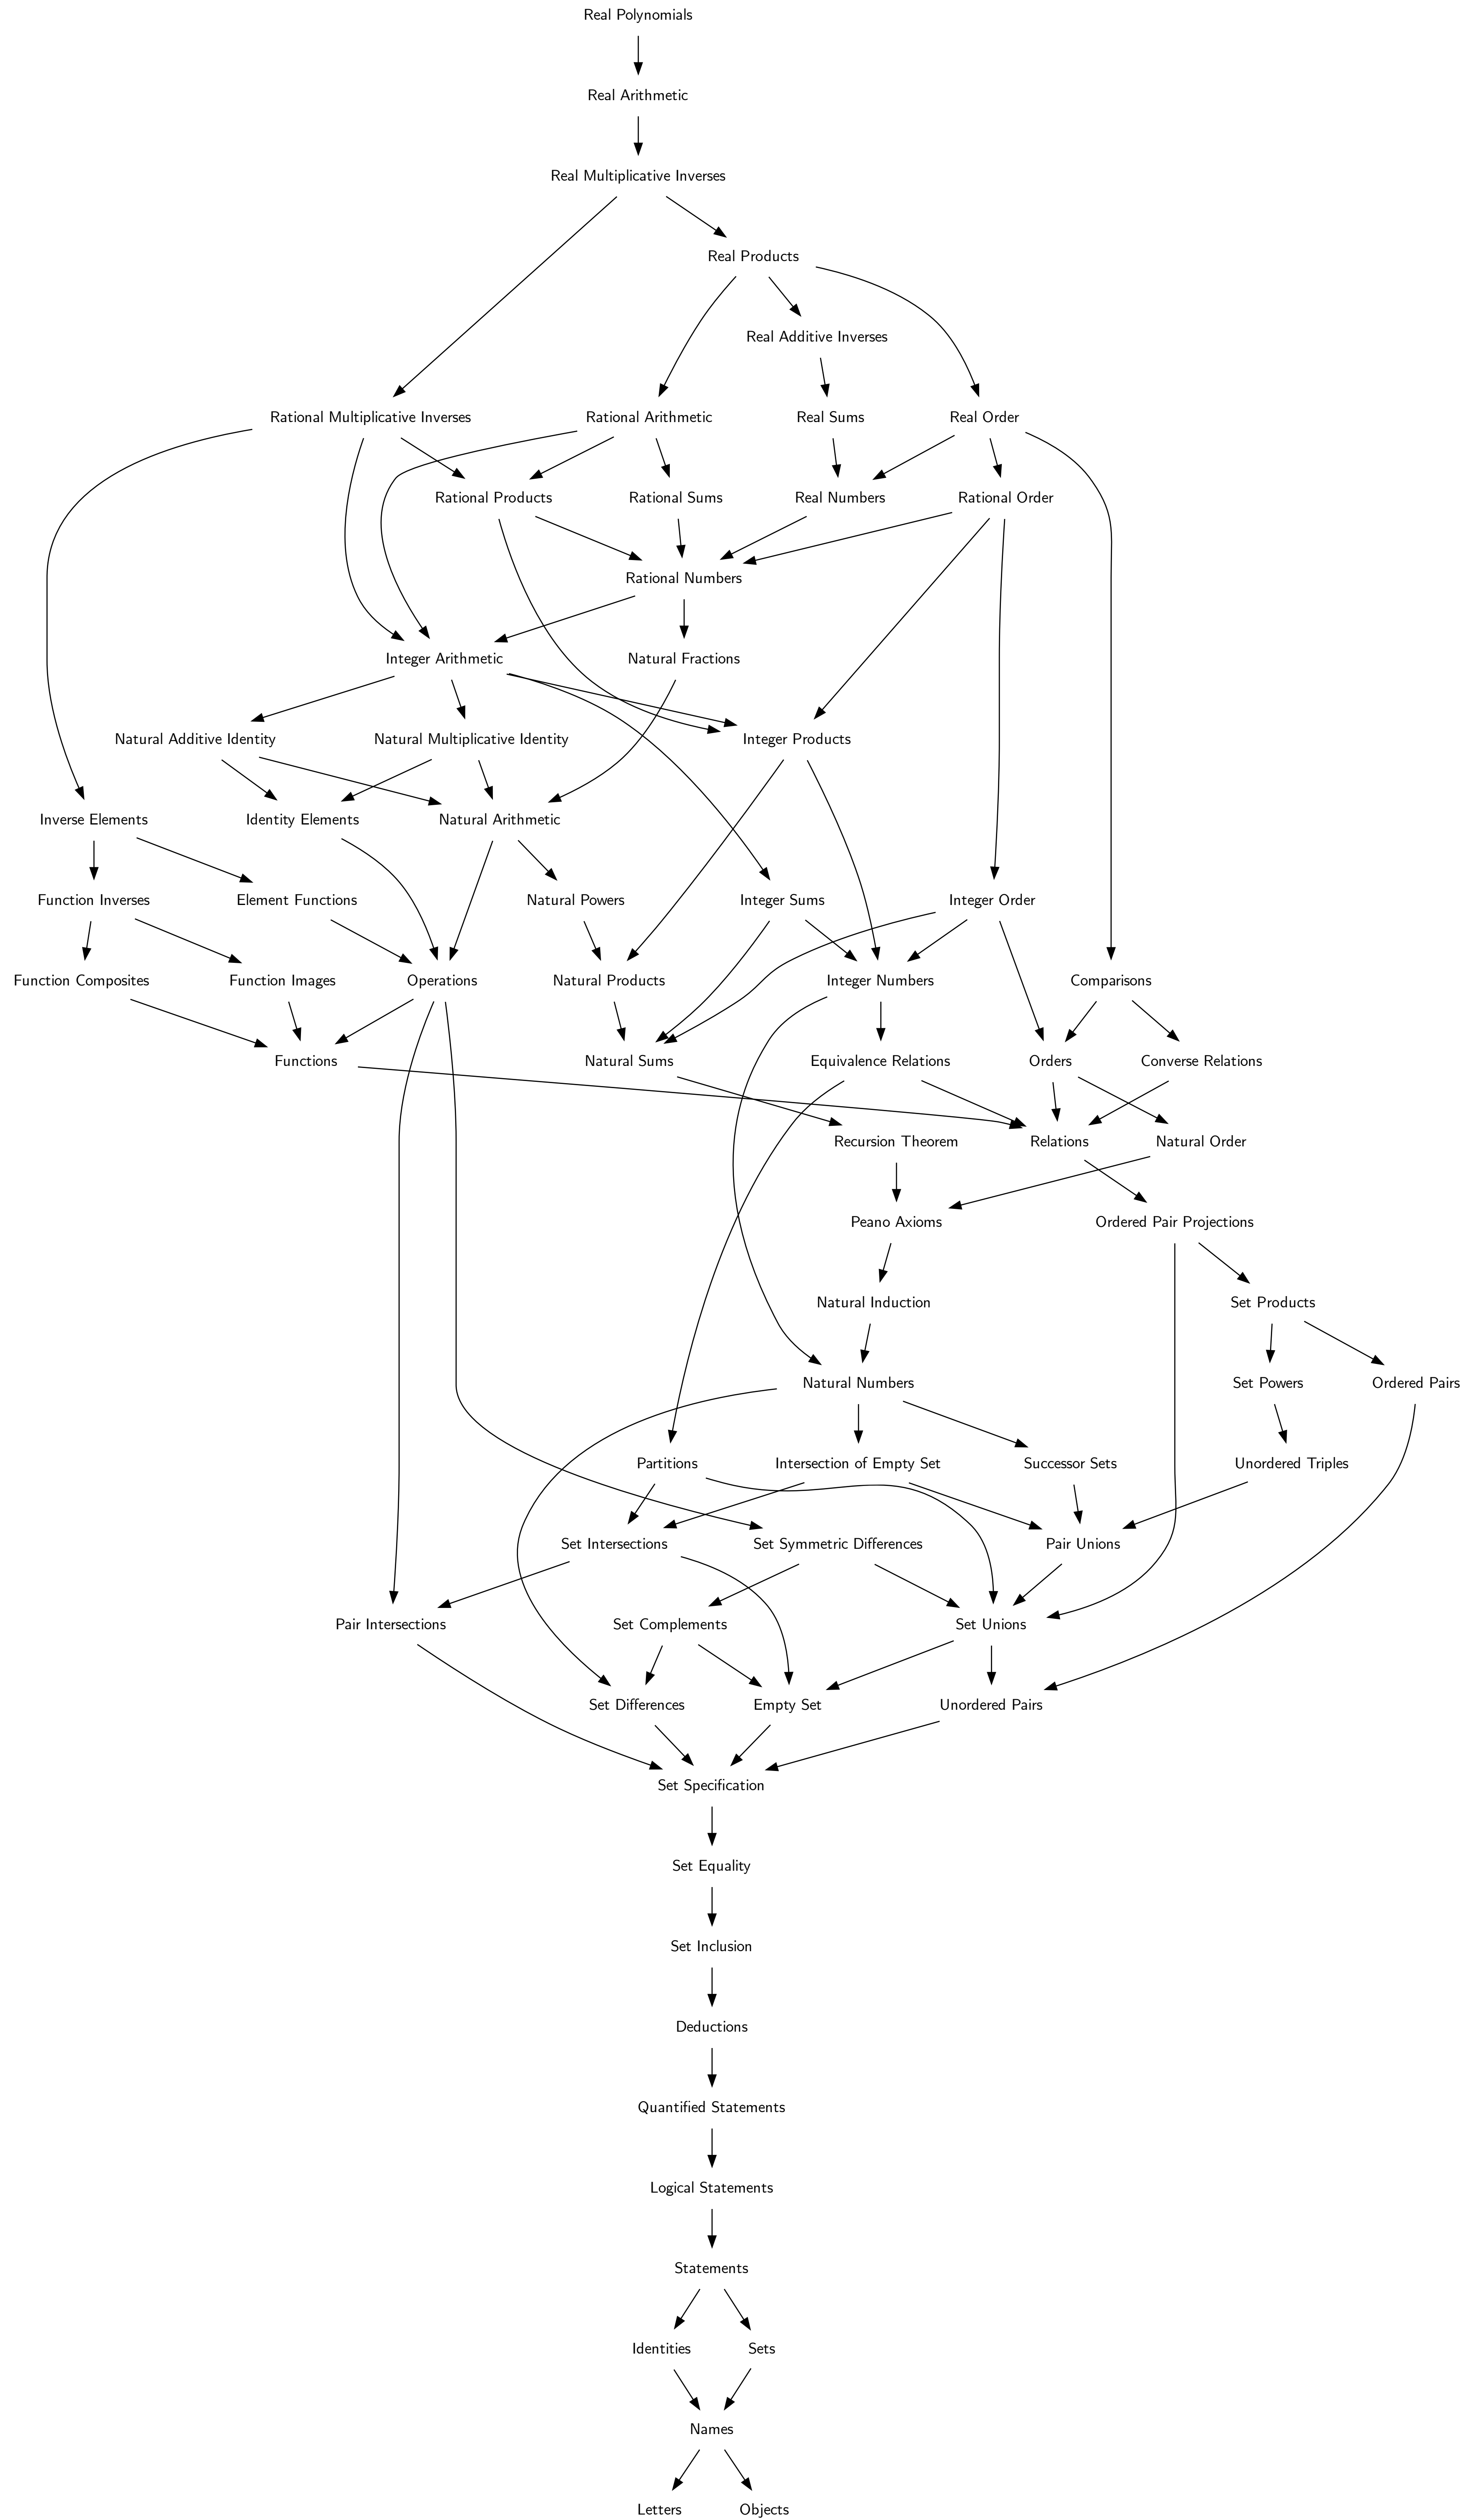 Real Polynomials
Real Arithmetic
Real Multiplicative Inverses
Real Products
Real Additive Inverses
Rational Multiplicative Inverses
Rational Arithmetic
Real Sums
Real Order
Rational Products
Rational Sums
Real Numbers
Rational Order
Rational Numbers
Integer Arithmetic
Natural Fractions
Natural Additive Identity
Natural Multiplicative Identity
Integer Products
Inverse Elements
Identity Elements
Natural Arithmetic
Function Inverses
Element Functions
Natural Powers
Integer Sums
Integer Order
Function Composites
Function Images
Operations
Natural Products
Integer Numbers
Comparisons
Functions
Natural Sums
Equivalence Relations
Orders
Converse Relations
Recursion Theorem
Relations
Natural Order
Peano Axioms
Ordered Pair Projections
Natural Induction
Set Products
Natural Numbers
Set Powers
Ordered Pairs
Partitions
Intersection of Empty Set
Successor Sets
Unordered Triples
Set Intersections
Set Symmetric Differences
Pair Unions
Pair Intersections
Set Complements
Set Unions
Set Differences
Empty Set
Unordered Pairs
Set Specification
Set Equality
Set Inclusion
Deductions
Quantified Statements
Logical Statements
Statements
Identities
Sets
Names
Letters
Objects